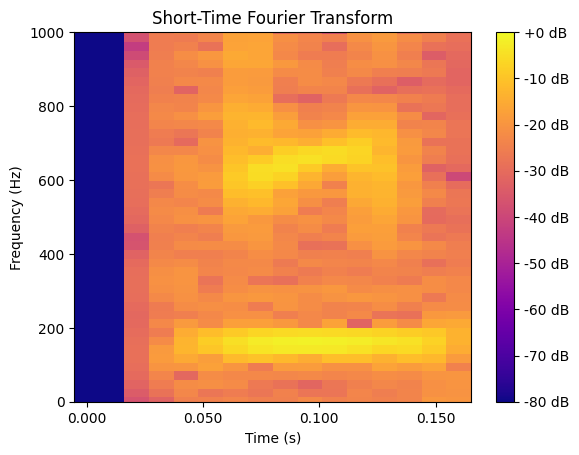 Short-Time Fourier Transform
1000
800
600
400
200
0
Frequency (Hz)
0.000
0.050
0.100
0.150
Time (s)
+0 dB
-10 dB
-20 dB
-30 dB
-40 dB
-50 dB
-60 dB
-70 dB
-80 dB